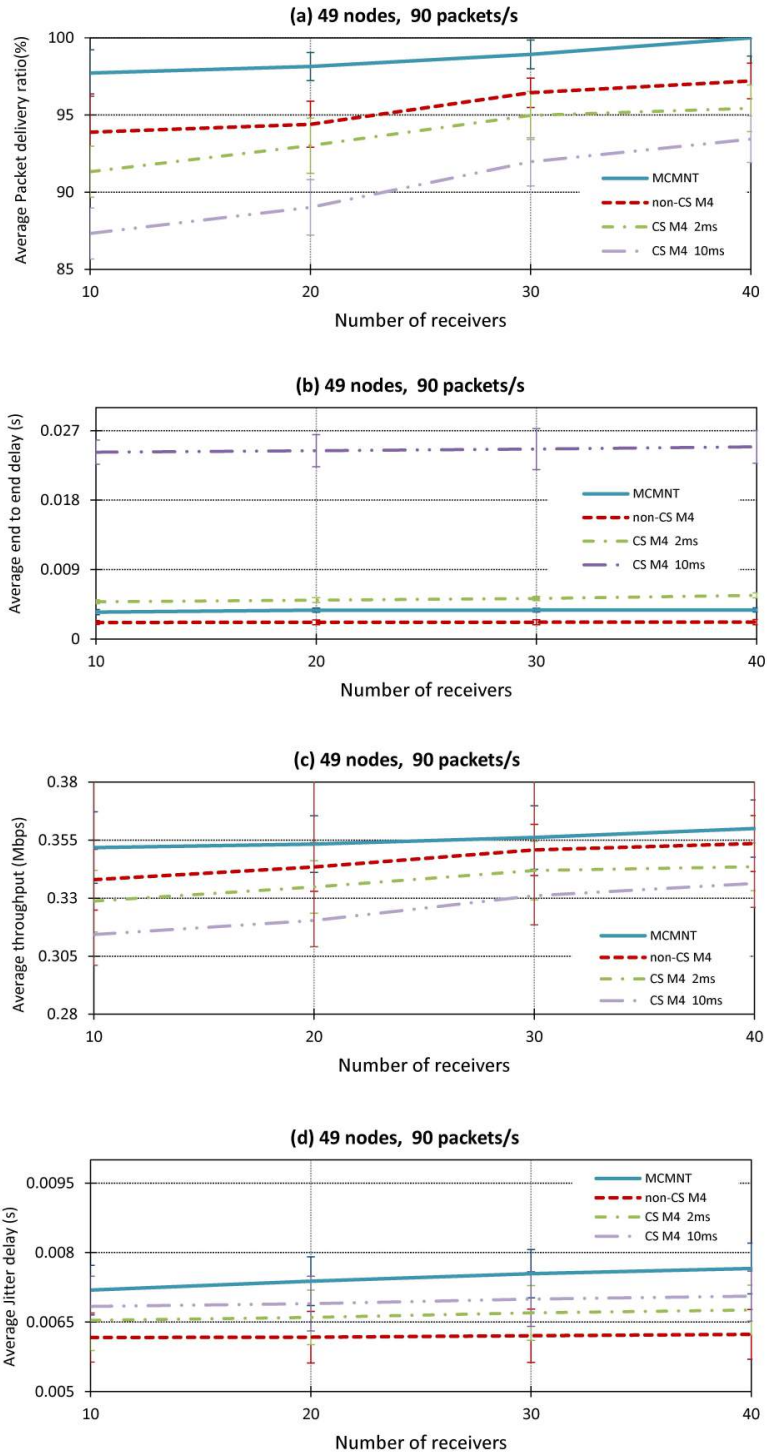 (a) 49 nodes, 90 packets/s
Average Packet delivery ratio(%)
100
95
90
85
10
20
30
40
MCMNT
non-CS M4
CS M4 2ms
CS M4 10ms
Number of receivers
(b) 49 nodes, 90 packets/s
Average end to end delay (s)
0.027
0.018
0.009
0
10
20
30
40
MCMNT
non-CS M4
CS M4 2ms
CS M4 10ms
Number of receivers
(c) 49 nodes, 90 packets/s
Average throughput (Mbps)
0.38
0.355
0.33
0.305
0.28
10
20
30
40
MCMNT
non-CS M4
CS M4 2ms
CS M4 10ms
Number of receivers
(d) 49 nodes, 90 packets/s
Average Jitter delay (s)
0.0095
0.008
0.0065
0.005
10
20
30
40
MCMNT
non-CS M4
CS M4 2ms
CS M4 10ms
Number of receivers